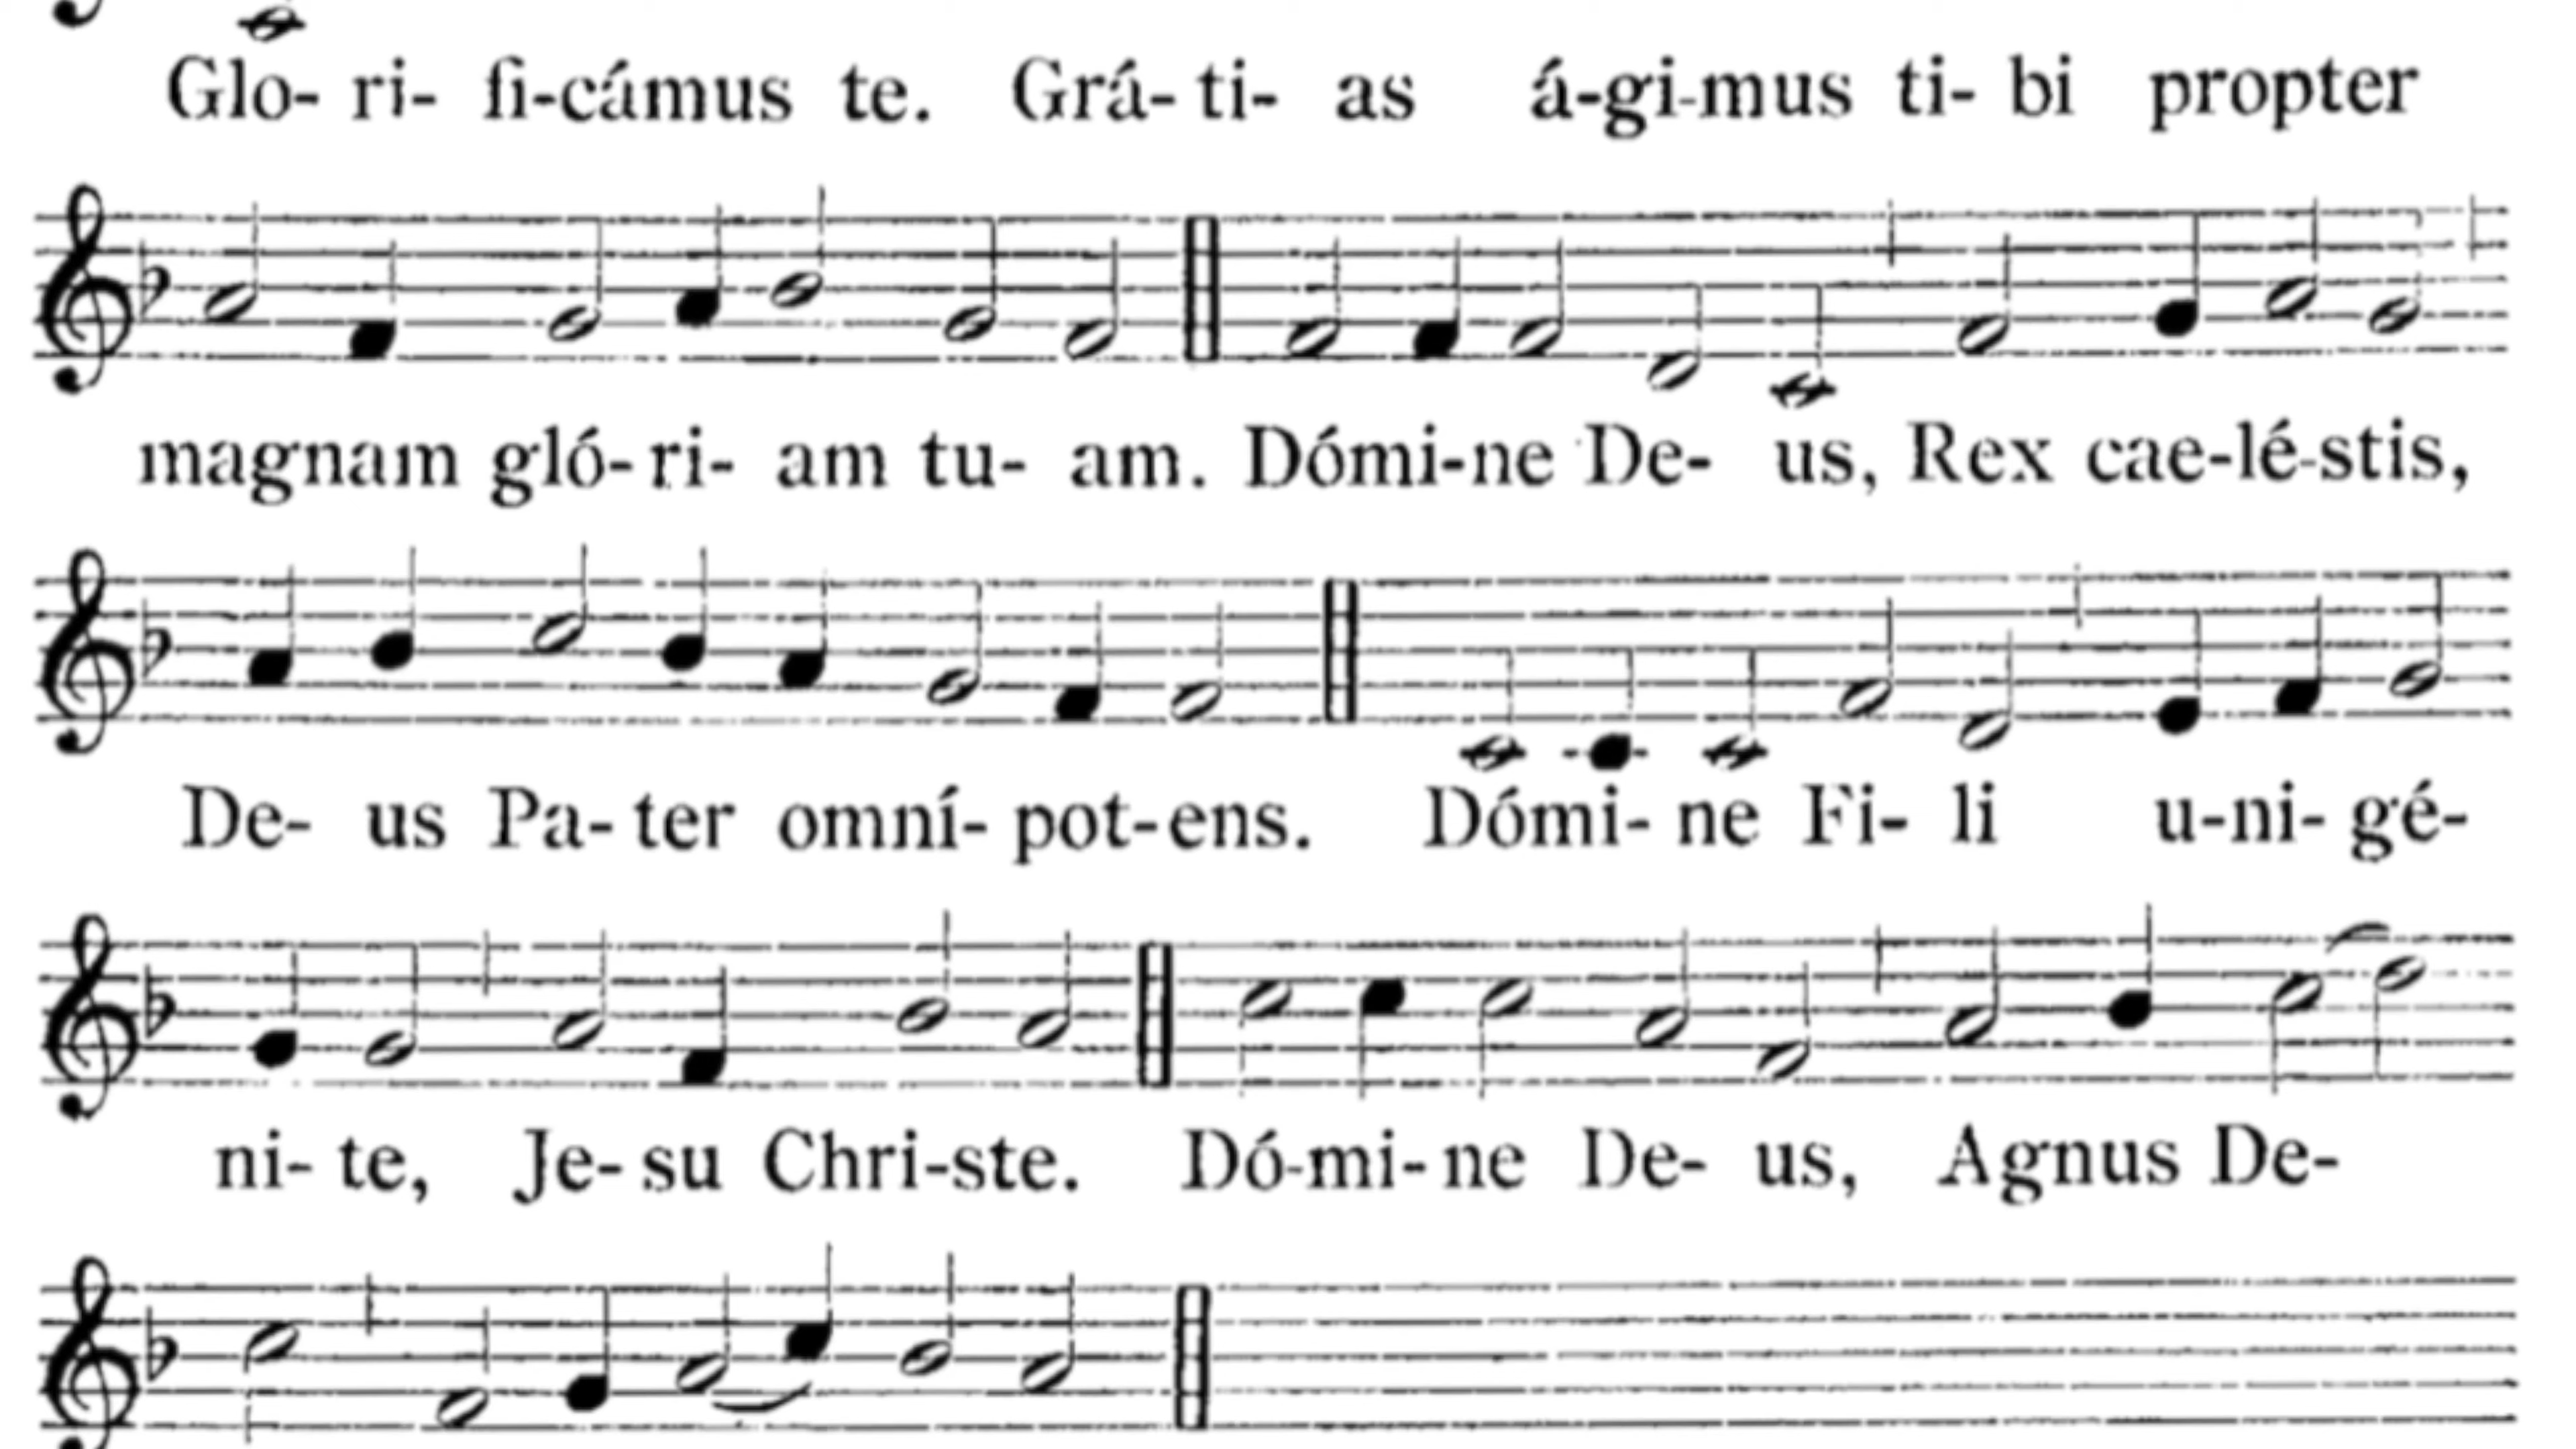 Glo- ri- fi-cámus te. Grá- ti- as á-gi-mus ti- bi propter
magnam gló- ri- am tu- am. Dómi-ne De- us, Rex cae-lé-stis,
De- us Pa- ter omní- pot-ens. Dómi- ne Fi- li u-ni- gé-
ni- te, Je- su Chri-ste. Dó-mi- ne De- us, Agnus De-